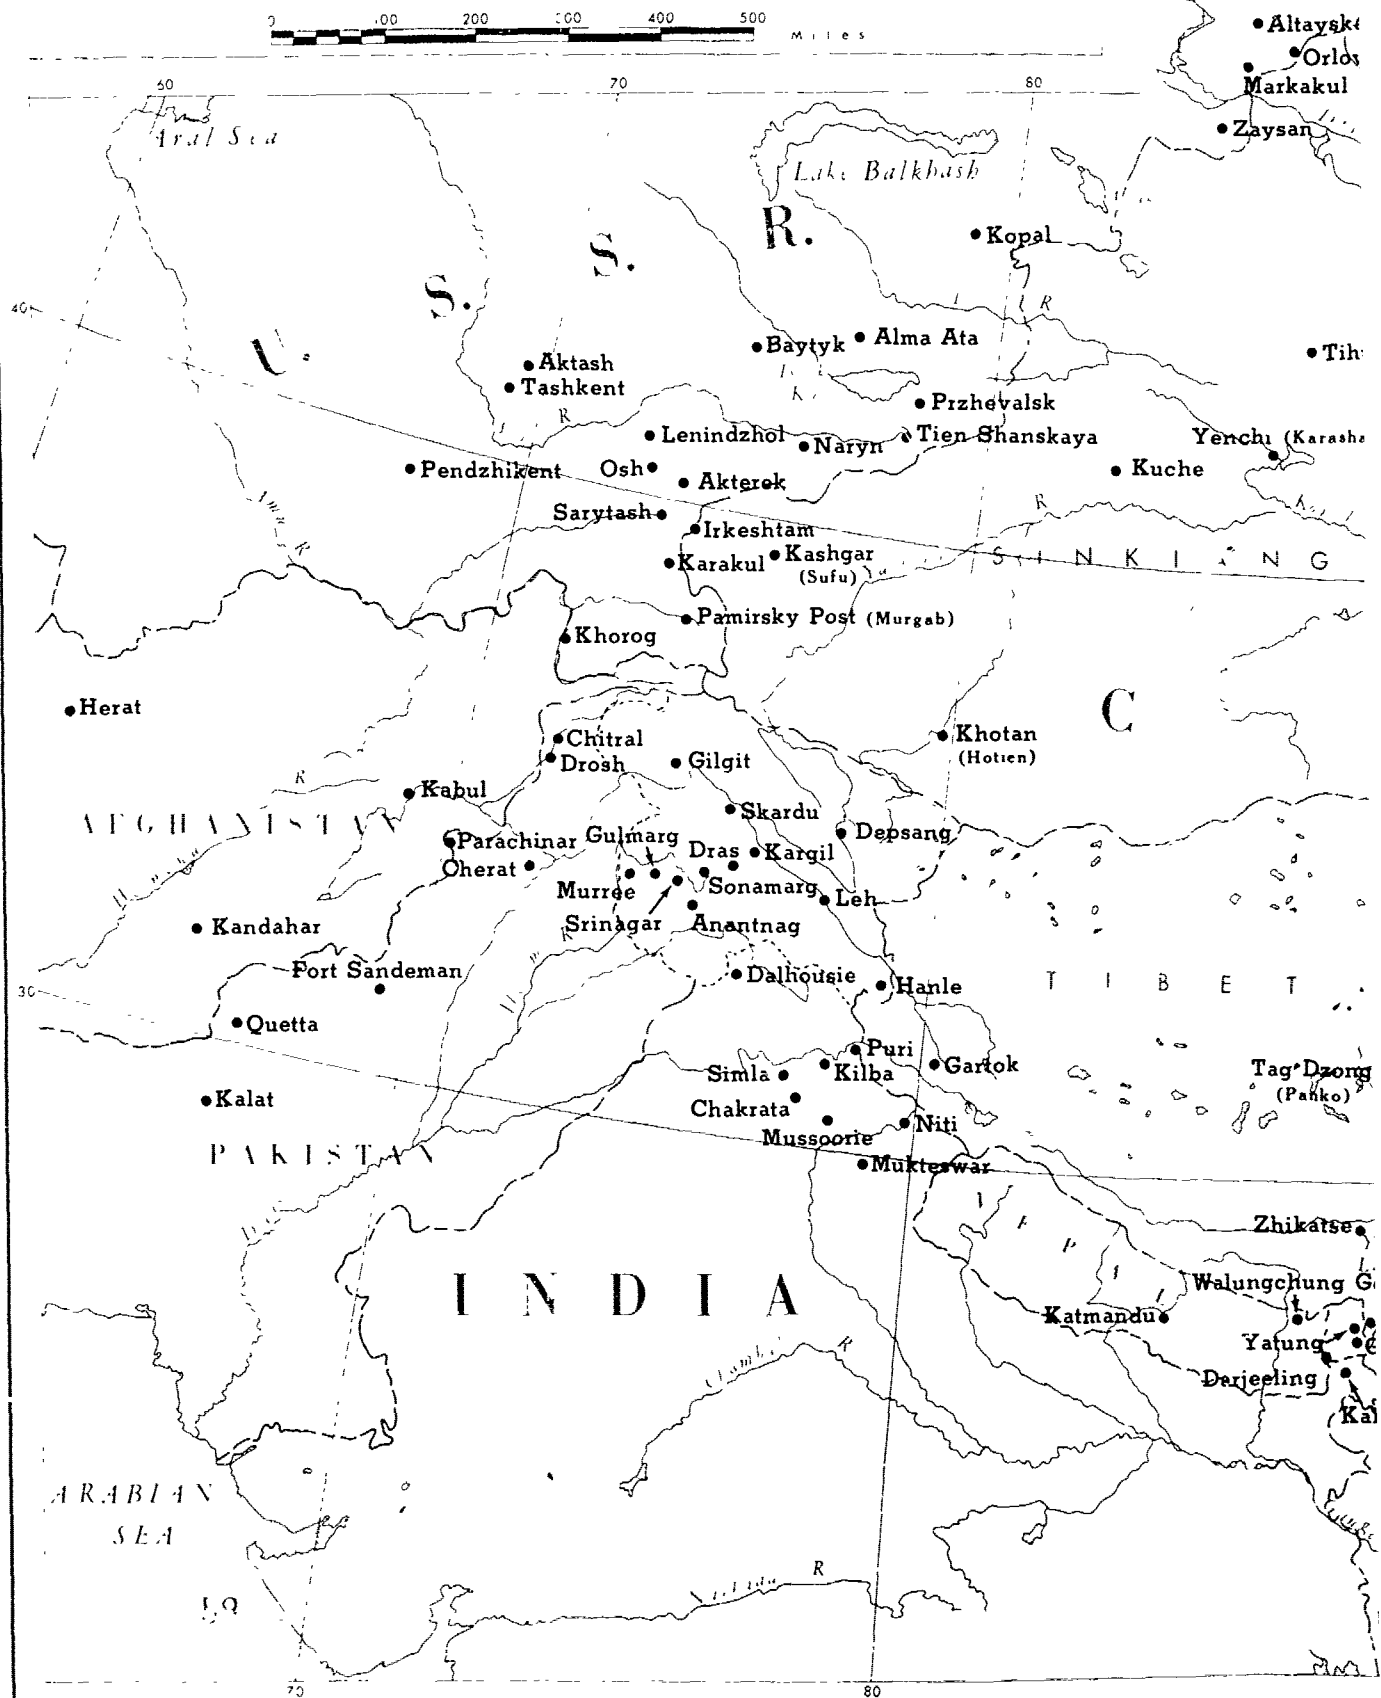 0 100 200 300 400 500
Miles
Altayski
Orlov
Markakul
60 70 80
Zaysan
Aral Sea
Lake Balkhash
Kopal
U. S. S. R.
40
R
Baytyk
Alma Ata
Tih
Aktash
Tashkent
Przhevalsk
R
Lenindzhol
Naryn
Tien Shanskaya
Yenchi (Karasha
Pendzhikent
Osh
Akterek
Kuche
Sarytash
Irkeshtam
R
Amu R
Karakul
Kashgar
(Sufu)
SINKIANG
Pamirsky Post (Murgab)
Khorog
Herat
C
Khotan
(Hotien)
Chitral
Drosh
Gilgit
R
Kabul
Skardu
AFGHANISTAN
Depsang
Parachinar
Gulmarg
Dras
Kargil
Cherat
Murree
Sonamarg
Leh
Srinagar
Anantnag
Kandahar
R
Fort Sandeman
Dalhousie
Hanle
TIBET
30
Quetta
Puri
Simla
Kilba
Gartok
Tag Dzong
(Panko)
Kalat
Chakrata
Niti
Mussoorie
PAKISTAN
Mukteswar
Zhikatse
INDIA
Walungchung G
Katmandu
Yatung
Chambal R
Darjeeling
Kal
ARABIAN
SEA
R
70 80